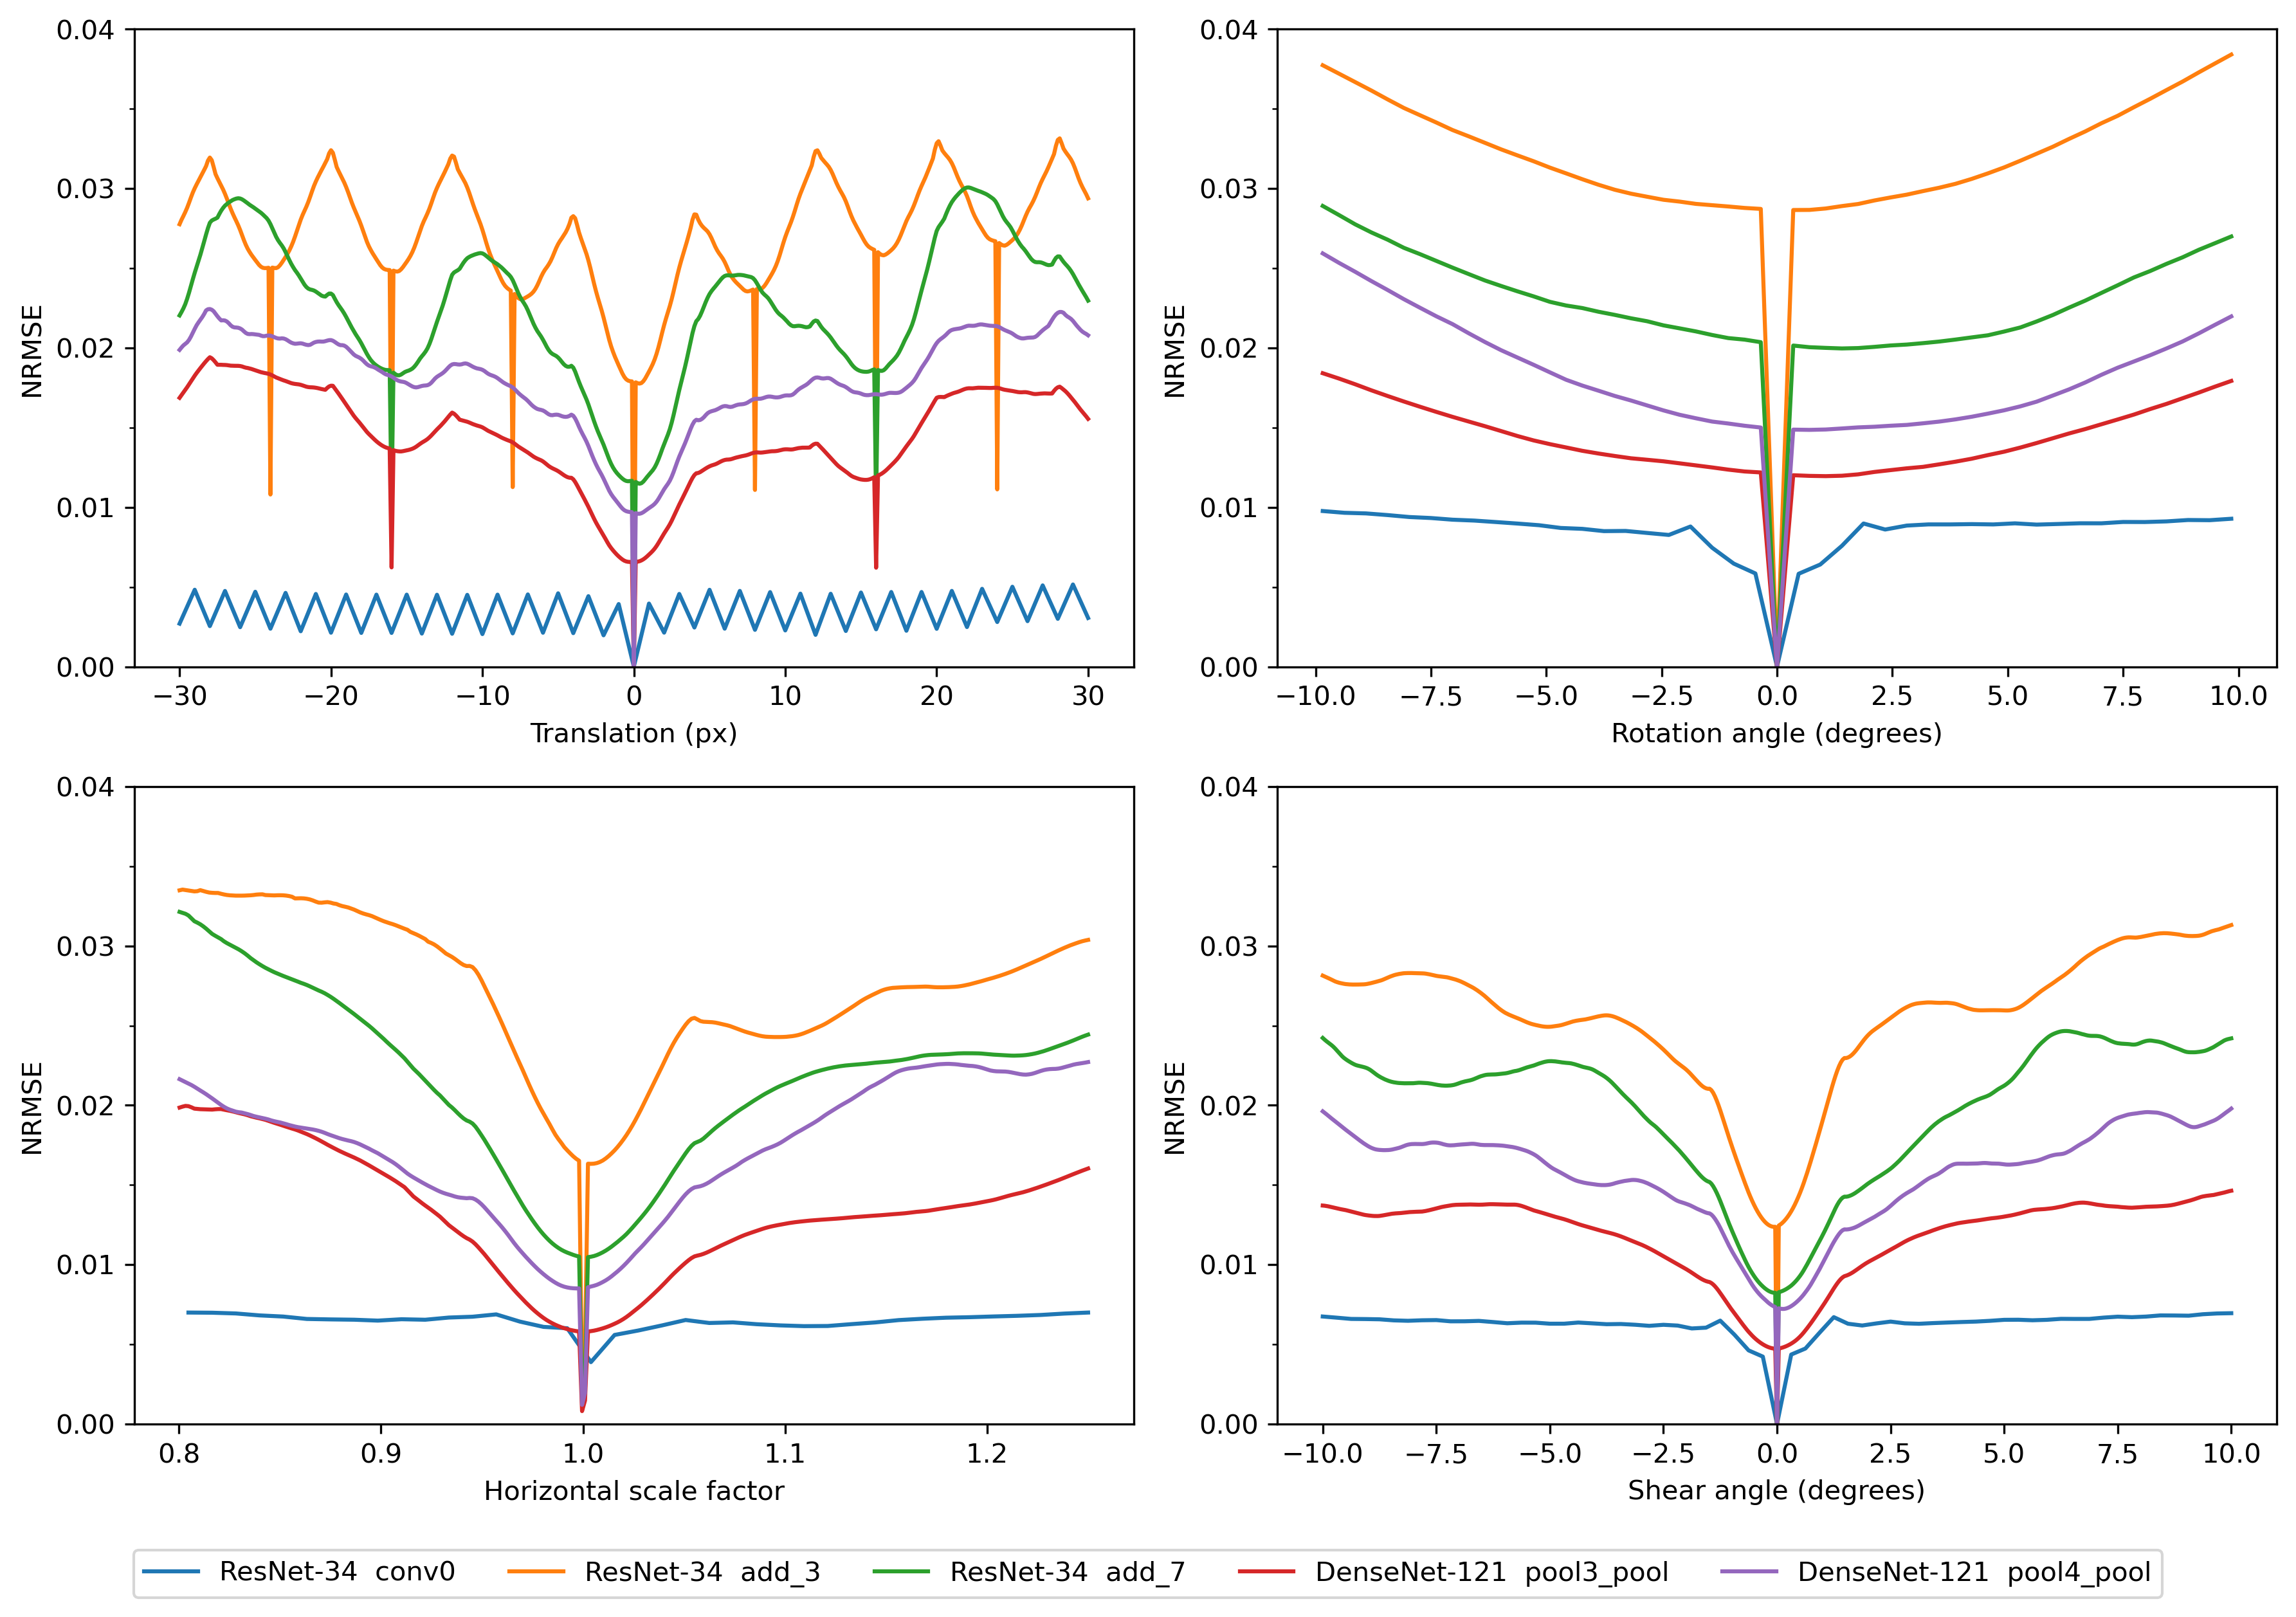 0.04
0.03
0.02
0.01
0.00
NRMSE
−30 −20 −10 0 10 20 30
Translation (px)
0.04
0.03
0.02
0.01
0.00
NRMSE
−10.0 −7.5 −5.0 −2.5 0.0 2.5 5.0 7.5 10.0
Rotation angle (degrees)
0.04
0.03
0.02
0.01
0.00
NRMSE
0.8 0.9 1.0 1.1 1.2
Horizontal scale factor
0.04
0.03
0.02
0.01
0.00
NRMSE
−10.0 −7.5 −5.0 −2.5 0.0 2.5 5.0 7.5 10.0
Shear angle (degrees)
ResNet-34 conv0 ResNet-34 add_3 ResNet-34 add_7 DenseNet-121 pool3_pool DenseNet-121 pool4_pool